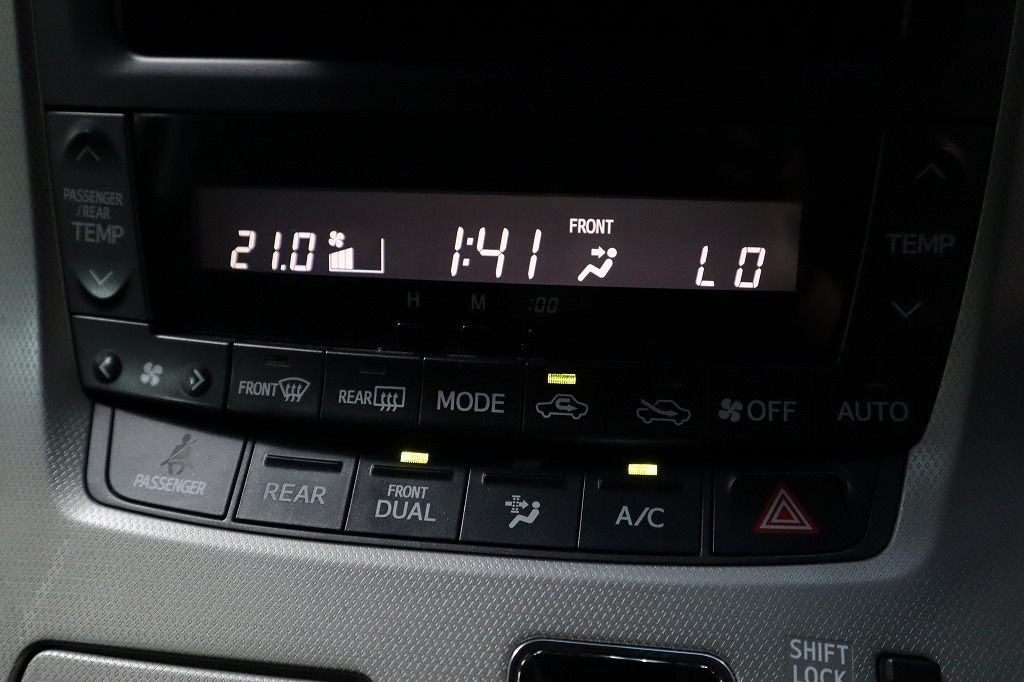 PASSENGER
/REAR
TEMP
21.0
1:41
FRONT
LO
TEMP
H
M
:00
FRONT
REAR
MODE
OFF
AUTO
PASSENGER
REAR
FRONT
DUAL
A/C
SHIFT
LOCK